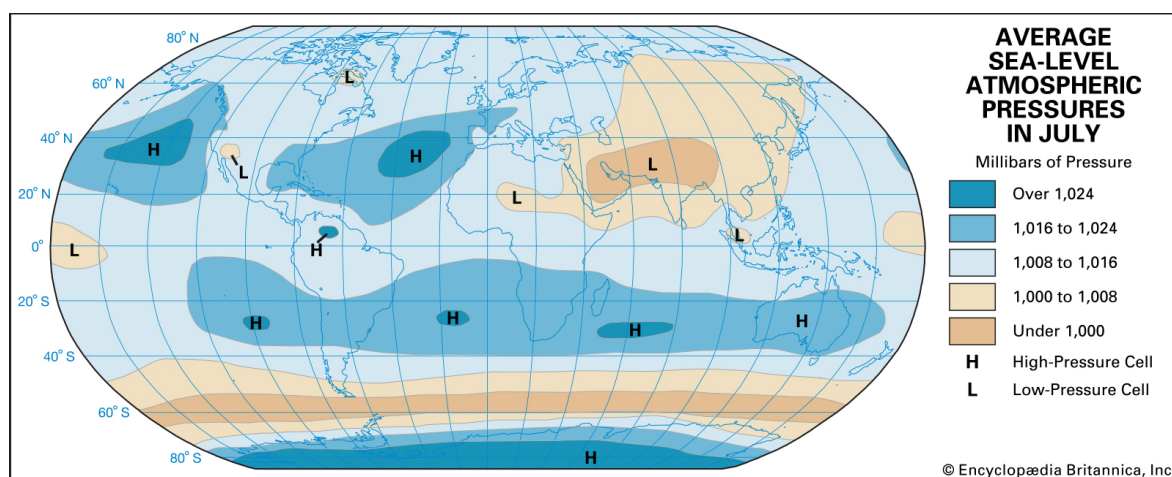 80° N
60° N
40° N
20° N
0°
20° S
40° S
60° S
80° S
L
H
H
L
L
L
H
L
L
H
H
H
H
H
AVERAGE
SEA-LEVEL
ATMOSPHERIC
PRESSURES
IN JULY
Millibars of Pressure
Over 1,024
1,016 to 1,024
1,008 to 1,016
1,000 to 1,008
Under 1,000
H High-Pressure Cell
L Low-Pressure Cell
© Encyclopædia Britannica, Inc